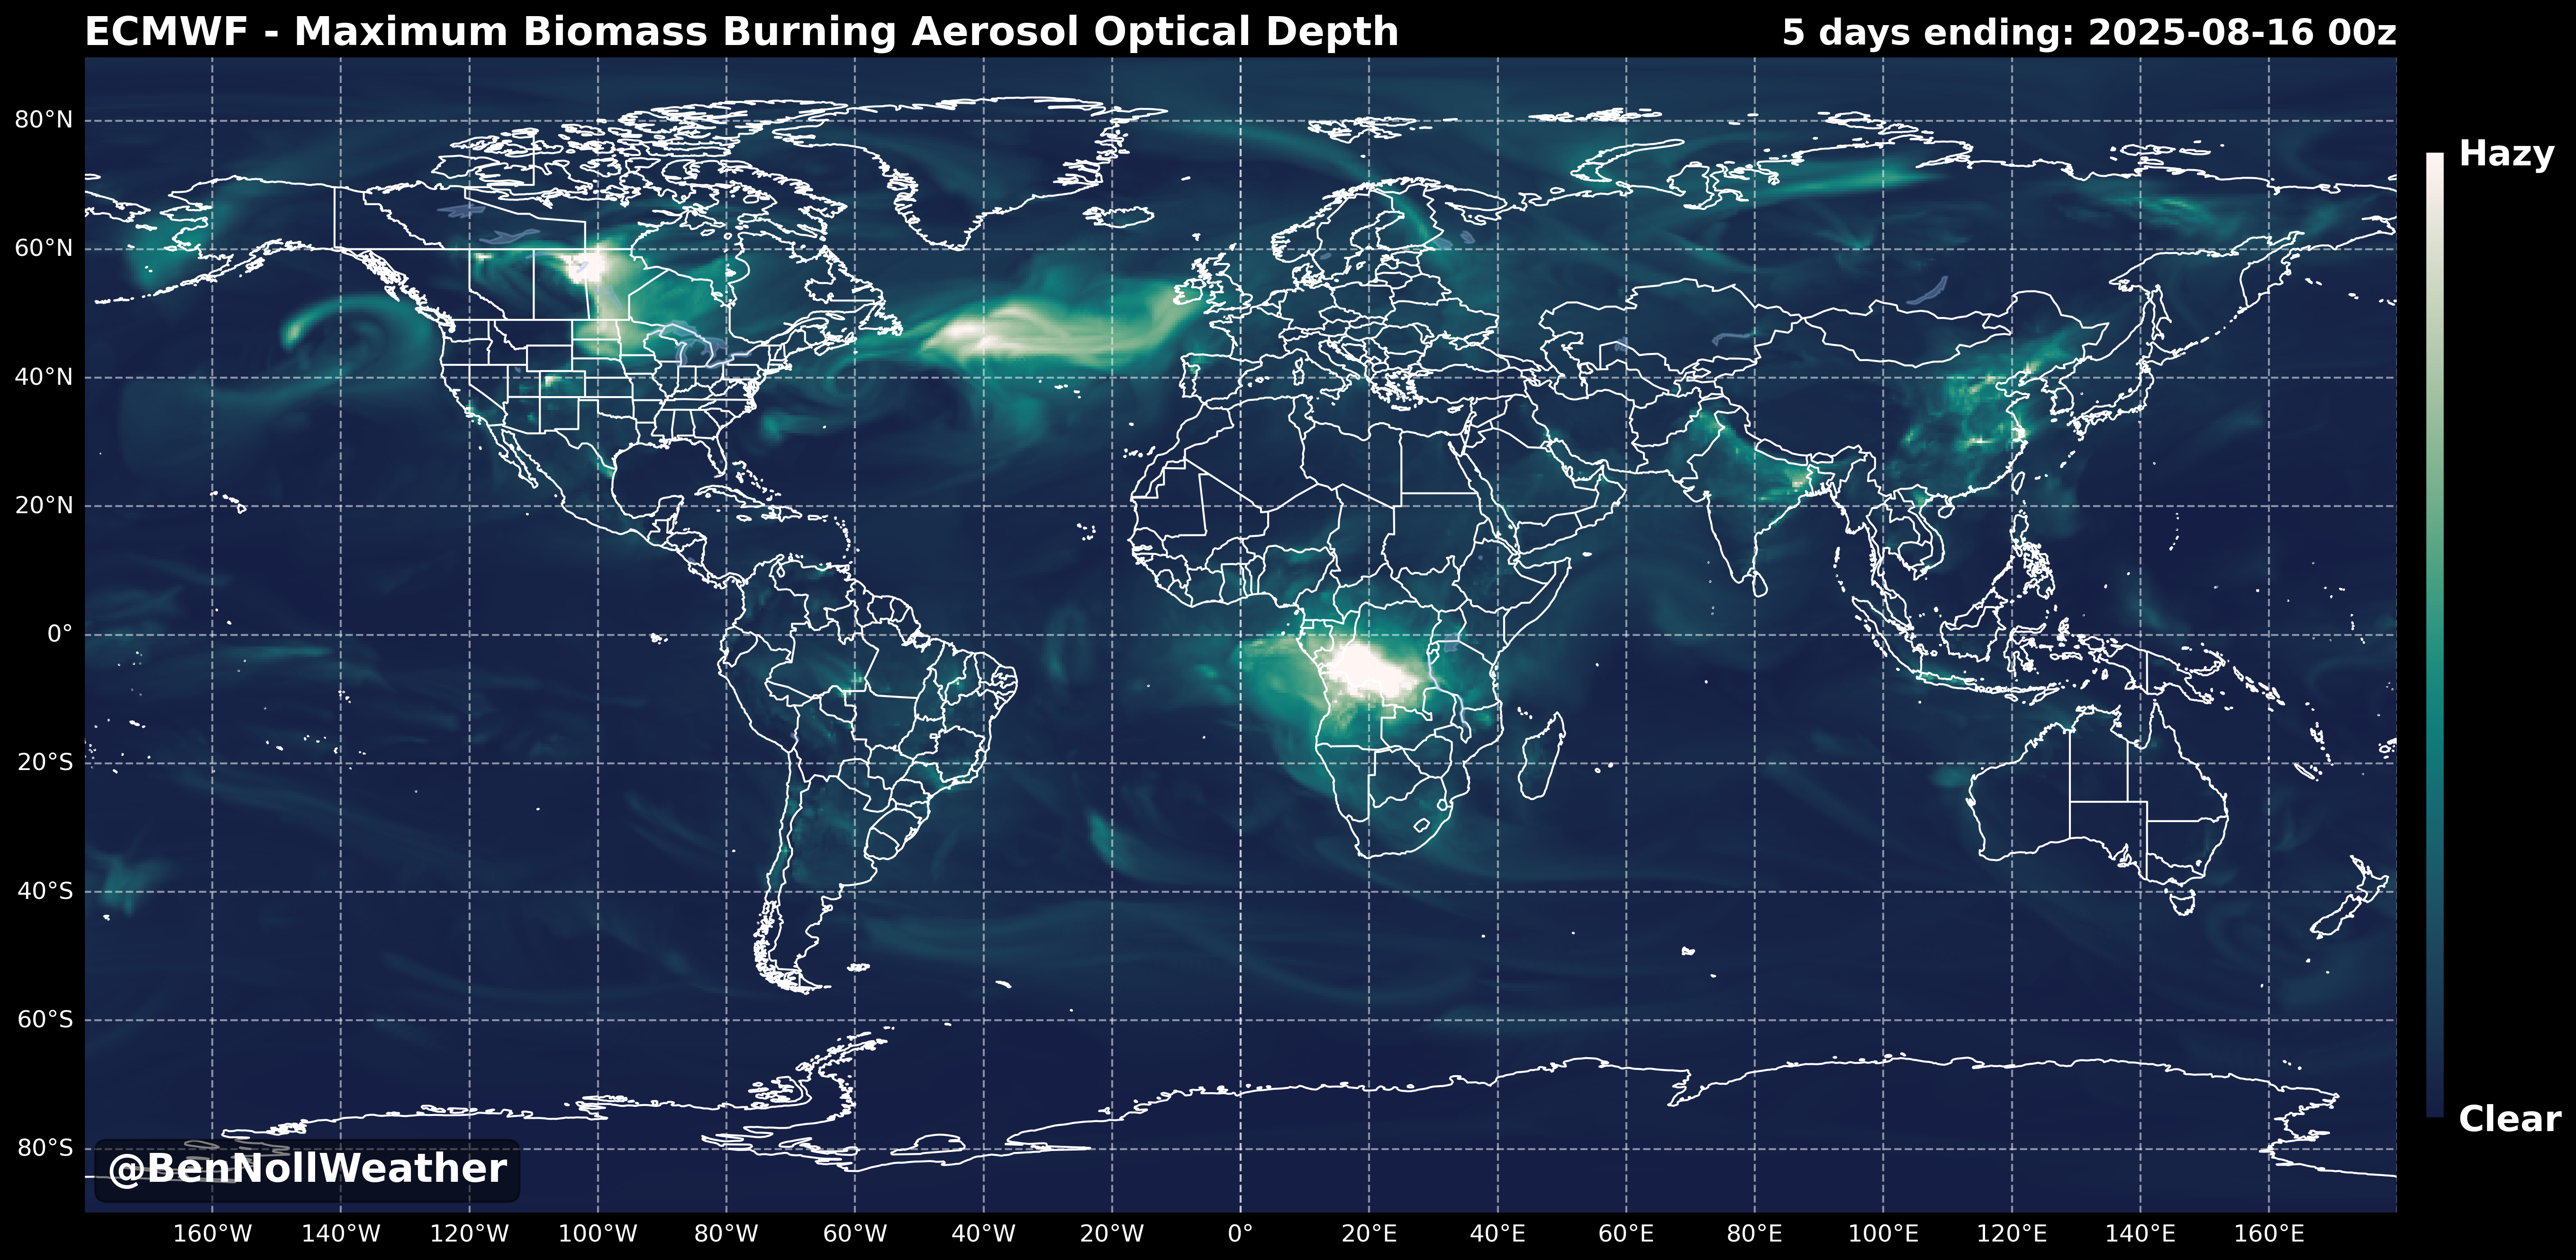 ECMWF - Maximum Biomass Burning Aerosol Optical Depth
5 days ending: 2025-08-16 00z
80°N
60°N
40°N
20°N
0°
20°S
40°S
60°S
80°S
Hazy
Clear
@BenNollWeather
160°W 140°W 120°W 100°W 80°W 60°W 40°W 20°W 0° 20°E 40°E 60°E 80°E 100°E 120°E 140°E 160°E